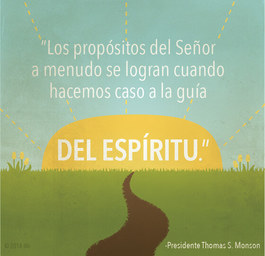 “Los propósitos del Señor
a menudo se logran cuando
hacemos caso a la guía
DEL ESPÍRITU.”
-Presidente Thomas S. Monson